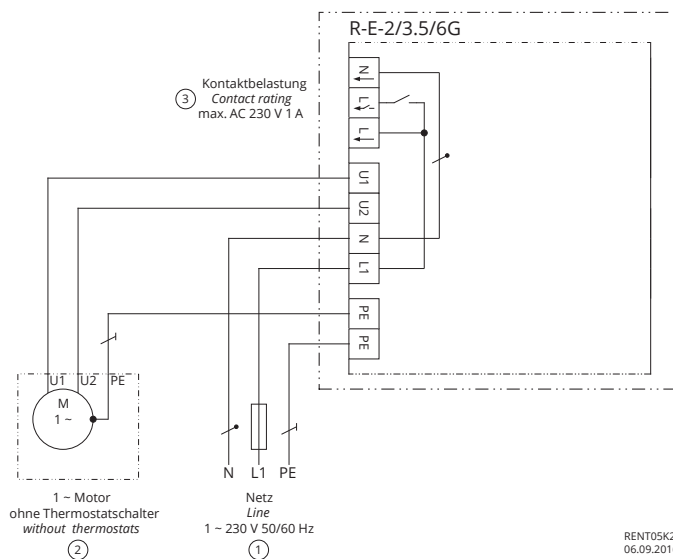 R-E-2/3.5/6G
Kontaktbelastung
3 Contact rating
max. AC 230 V 1 A
N
L
L
U1
U2
N
L1
PE
PE
U1 U2 PE
M
1 ~
N L1 PE
1 ~ Motor
ohne Thermostatschalter
without thermostats
2
Netz
Line
1 ~ 230 V 50/60 Hz
1